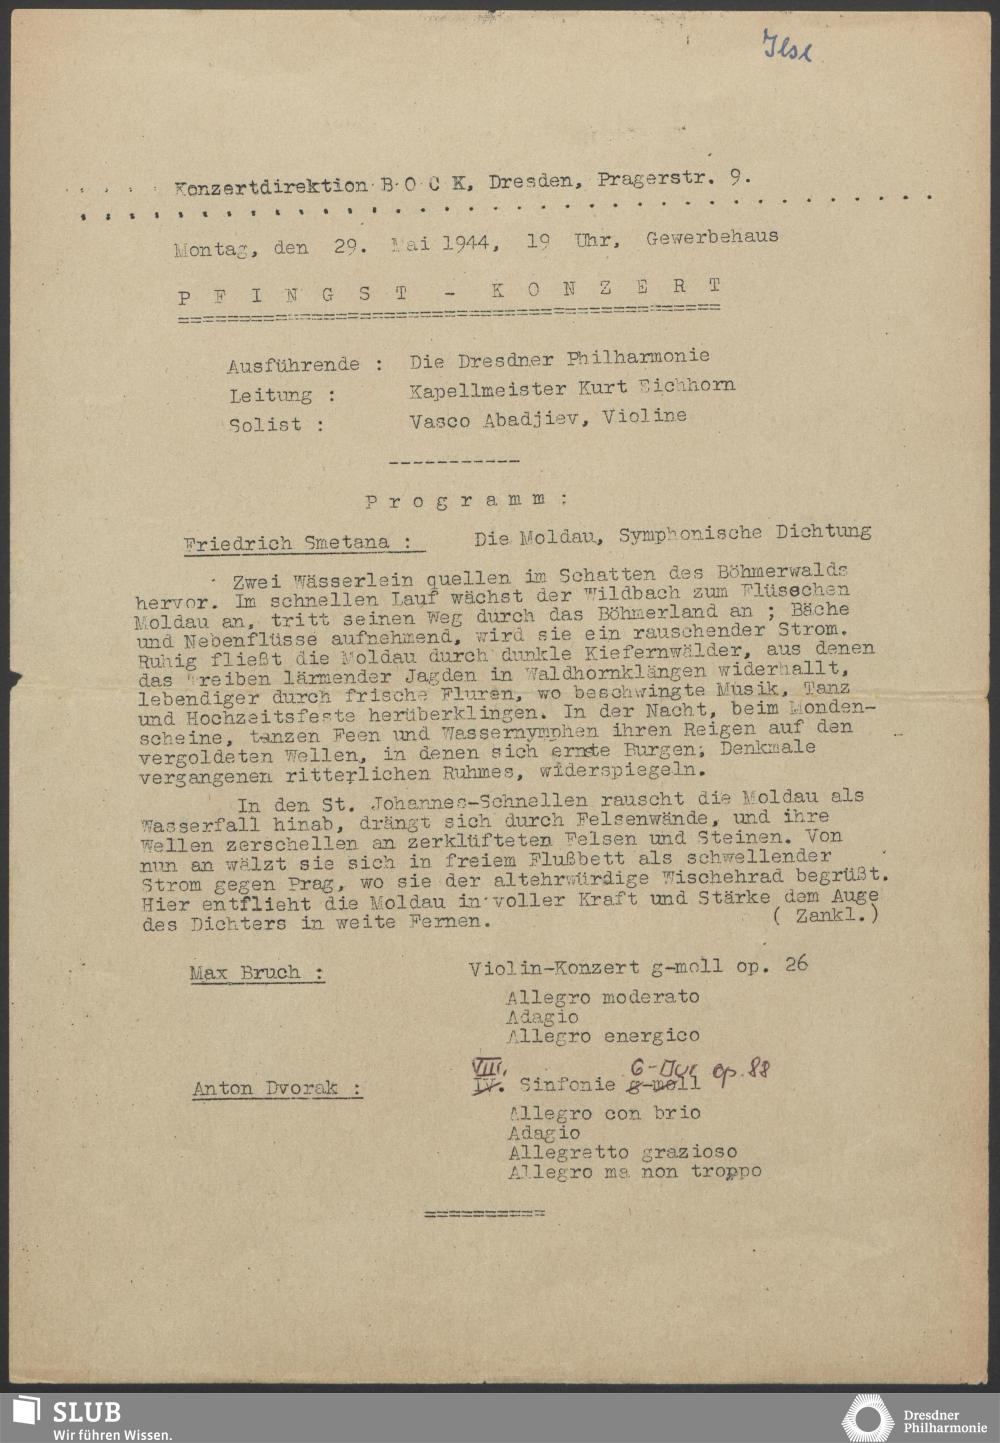 Ilse
Konzertdirektion B O C K, Dresden, Pragerstr. 9.
Montag, den 29. Mai 1944, 19 Uhr, Gewerbehaus
P F I N G S T - K O N Z E R T
Ausführende : Die Dresdner Philharmonie
Leitung : Kapellmeister Kurt Eichhorn
Solist : Vasco Abadjiev, Violine
P r o g r a m m :
Friedrich Smetana : Die Moldau, Symphonische Dichtung
Zwei Wässerlein quellen im Schatten des Böhmerwalds
hervor. Im schnellen Lauf wächst der Wildbach zum Flüsschen
Moldau an, tritt seinen Weg durch das Böhmerland an ; Bäche
und Nebenflüsse aufnehmend, wird sie ein rauschender Strom.
Ruhig fließt die Moldau durch dunkle Kiefernwälder, aus denen
das Treiben lärmender Jagden in Waldhornklängen widerhallt,
lebendiger durch frische Fluren, wo beschwingte Musik, Tanz
und Hochzeitsfeste herüberklingen. In der Nacht, beim Monden-
scheine, tanzen Feen und Wassernymphen ihren Reigen auf den
vergoldeten Wellen, in denen sich ernste Burgen, Denkmale
vergangenen ritterlichen Ruhmes, widerspiegeln.
In den St. Johannes-Schnellen rauscht die Moldau als
Wasserfall hinab, drängt sich durch Felsenwände, und ihre
Wellen zerschellen an zerklüfteten Felsen und Steinen. Von
nun an wälzt sie sich in freiem Flußbett als schwellender
Strom gegen Prag, wo sie der altehrwürdige Wischehrad begrüßt.
Hier entflieht die Moldau in voller Kraft und Stärke dem Auge
des Dichters in weite Fernen. ( Zankl.)
Max Bruch : Violin-Konzert g-moll op. 26
Allegro moderato
Adagio
Allegro energico
VIII. G-Dur op. 88
Anton Dvorak : IV. Sinfonie g-moll
Allegro con brio
Adagio
Allegretto grazioso
Allegro ma non troppo
SLUB
Wir führen Wissen.
Dresdner
Philharmonie